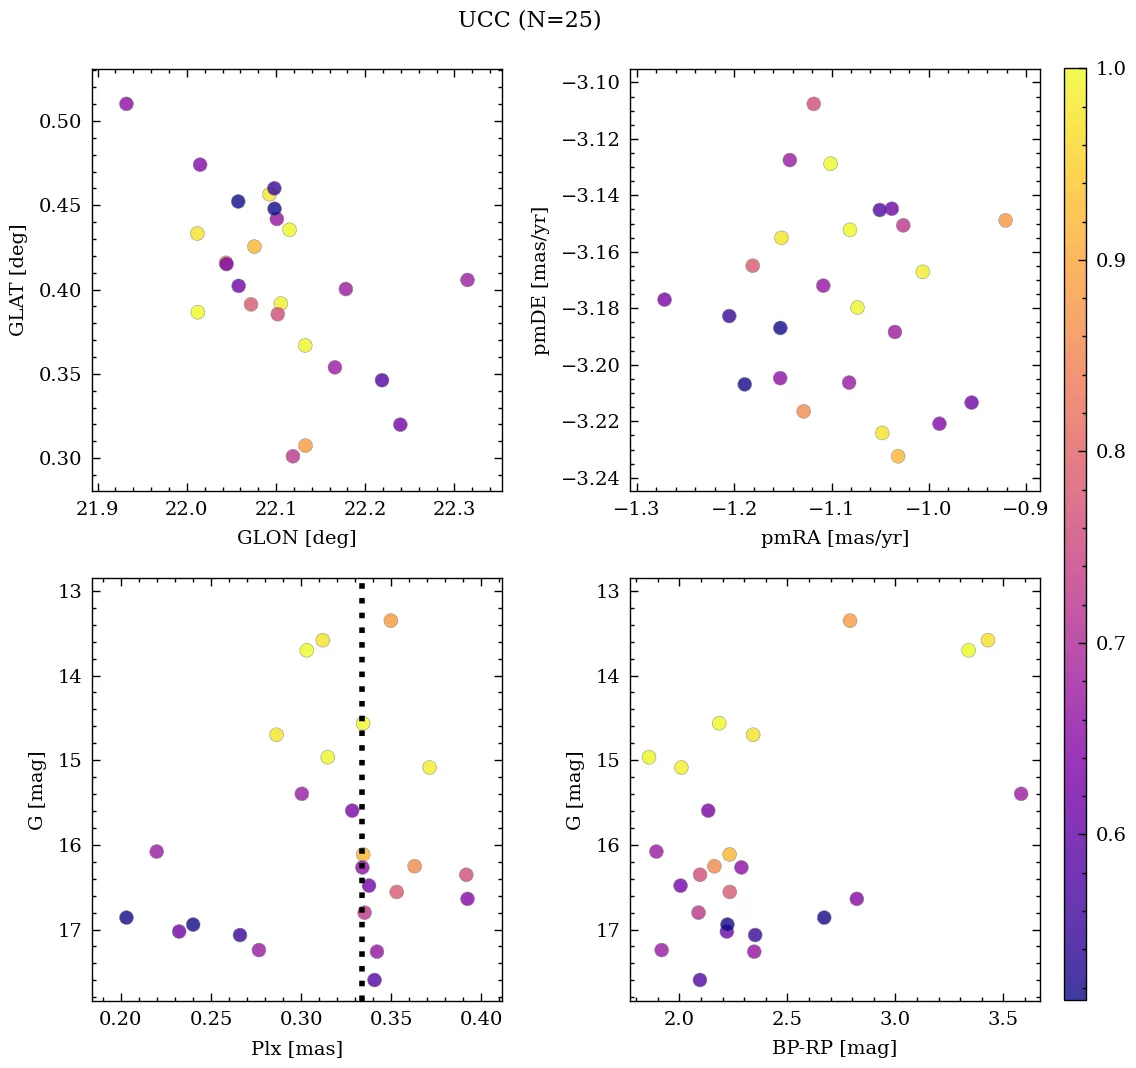 UCC (N=25)
0.50
0.45
0.40
0.35
0.30
GLAT [deg]
21.9 22.0 22.1 22.2 22.3
GLON [deg]
−3.10
−3.12
−3.14
−3.16
−3.18
−3.20
−3.22
−3.24
pmDE [mas/yr]
−1.3 −1.2 −1.1 −1.0 −0.9
pmRA [mas/yr]
13
14
15
16
17
G [mag]
0.20 0.25 0.30 0.35 0.40
Plx [mas]
13
14
15
16
17
G [mag]
2.0 2.5 3.0 3.5
BP-RP [mag]
1.0
0.9
0.8
0.7
0.6